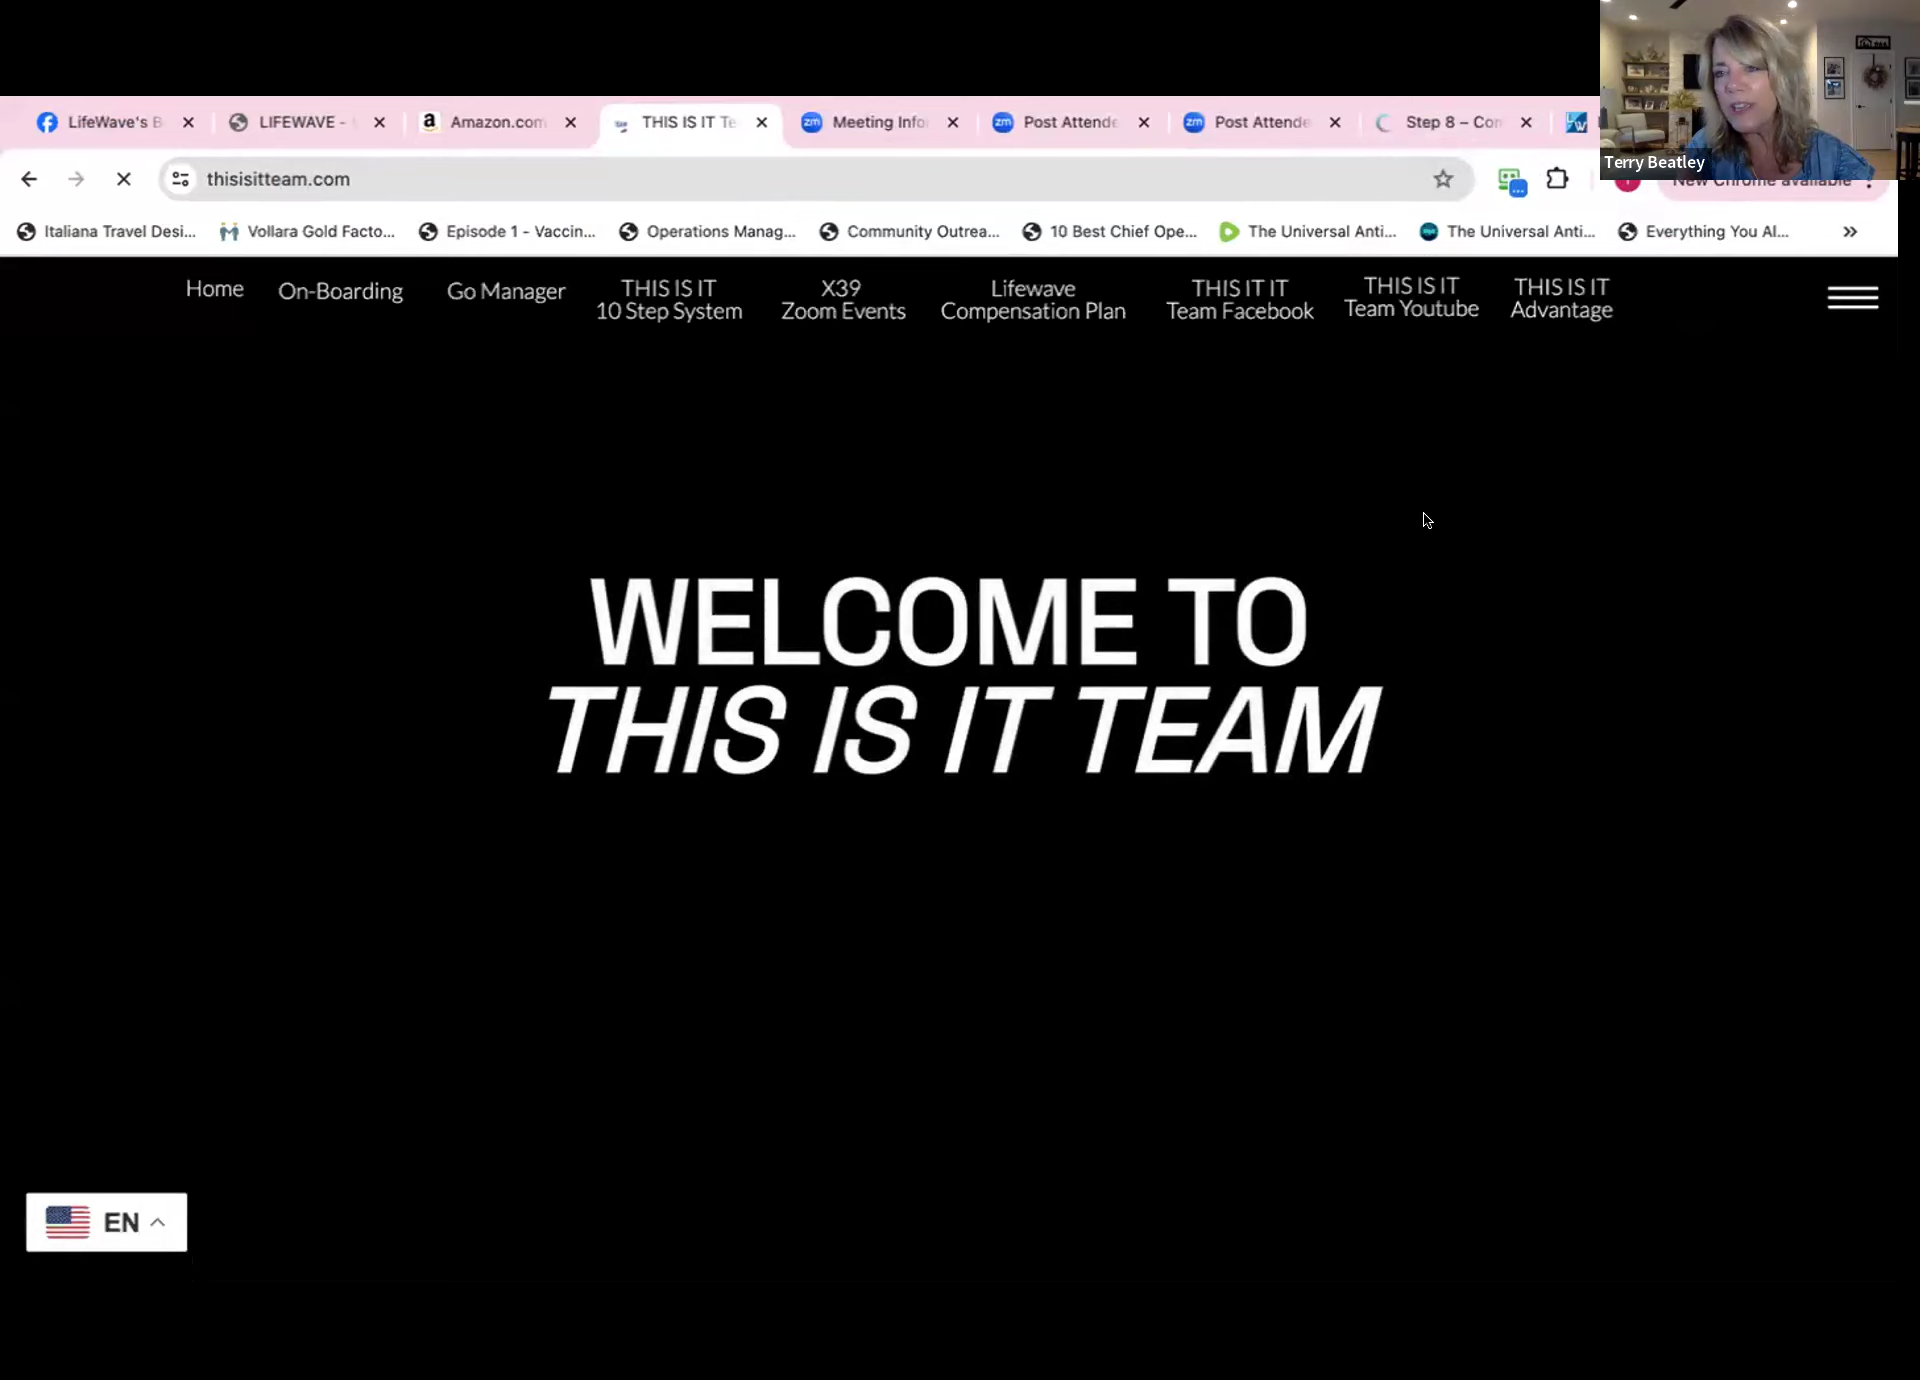 LifeWave's B
LIFEWAVE -
Amazon.com
THIS IS IT Te
Meeting Info
Post Attende
Post Attende
Step 8 – Con
Terry Beatley
thisisitteam.com
New Chrome available
Italiana Travel Desi...
Vollara Gold Facto...
Episode 1 - Vaccin...
Operations Manag...
Community Outrea...
10 Best Chief Ope...
The Universal Anti...
The Universal Anti...
Everything You Al...
Home
On-Boarding
Go Manager
THIS IS IT
10 Step System
X39
Zoom Events
Lifewave
Compensation Plan
THIS IT IT
Team Facebook
THIS IS IT
Team Youtube
THIS IS IT
Advantage
WELCOME TO
THIS IS IT TEAM
EN